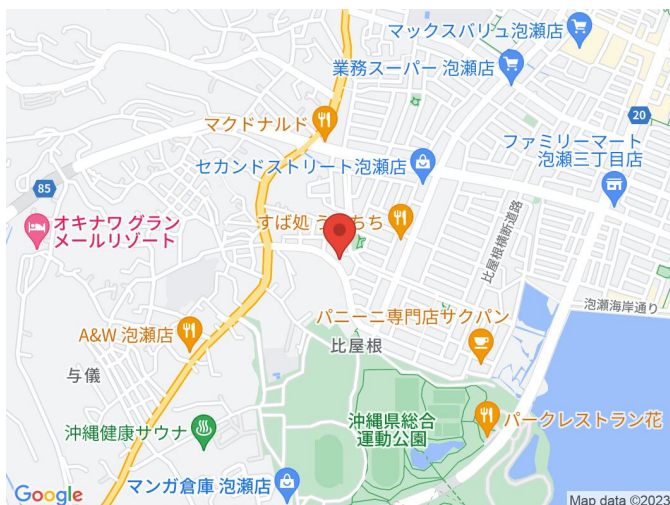 マックスバリュ泡瀬店
業務スーパー 泡瀬店
マクドナルド
20
ファミリーマート
泡瀬三丁目店
セカンドストリート泡瀬店
85
オキナワ グラン
メールリゾート
すば処 う
ちち
比屋根横断道路
泡瀬海岸通り
パニーニ専門店サクパン
A&W 泡瀬店
比屋根
与儀
沖縄県総合
運動公園
パークレストラン花
沖縄健康サウナ
マンガ倉庫 泡瀬店
Google
Map data ©2023